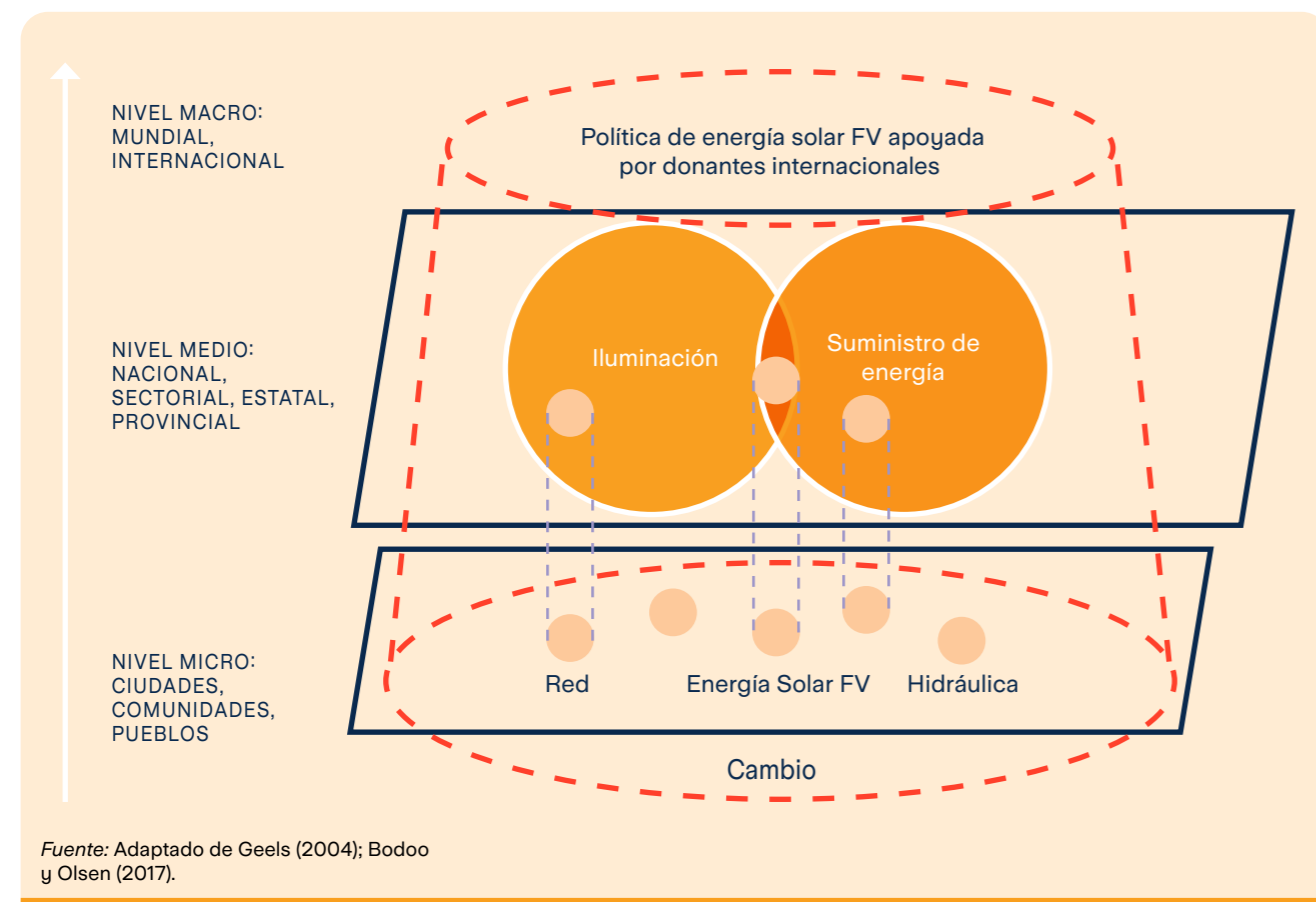 NIVEL MACRO:
MUNDIAL,
INTERNACIONAL
Política de energía solar FV apoyada
por donantes internacionales
NIVEL MEDIO:
NACIONAL,
SECTORIAL, ESTATAL,
PROVINCIAL
Iluminación
Suministro de
energía
NIVEL MICRO:
CIUDADES,
COMUNIDADES,
PUEBLOS
Red
Energía Solar FV
Hidráulica
Cambio
Fuente: Adaptado de Geels (2004); Bodoo
y Olsen (2017).